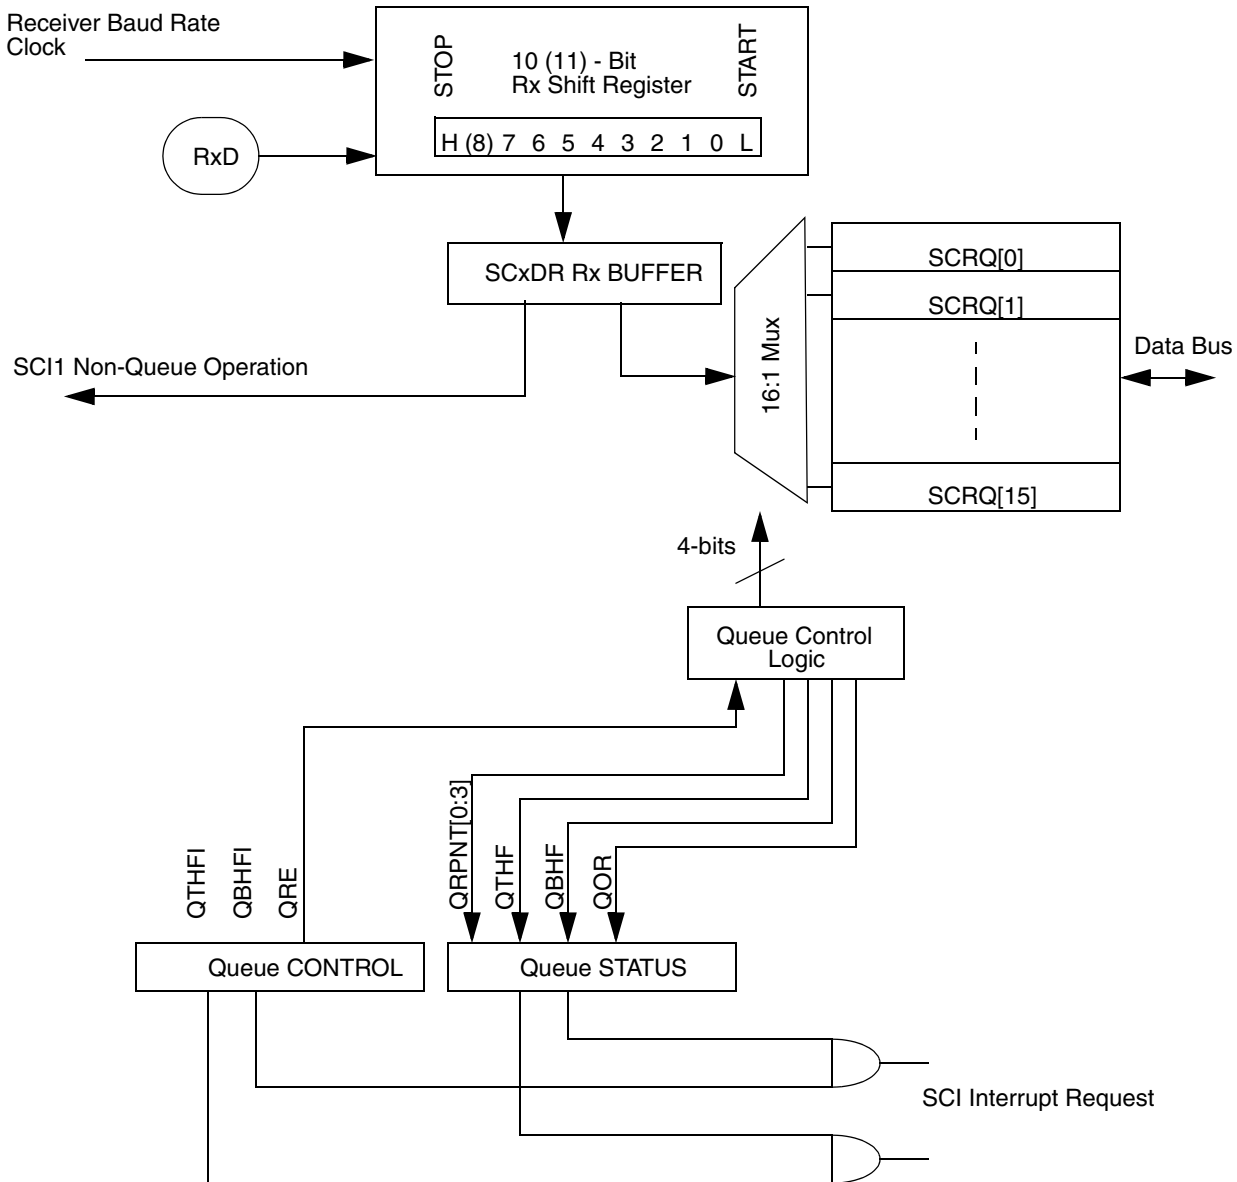 Receiver Baud Rate
Clock
STOP
10 (11) - Bit
Rx Shift Register
START
H (8) 7 6 5 4 3 2 1 0 L
RxD
SCxDR Rx BUFFER
16:1 Mux
SCRQ[0]
SCRQ[1]
SCRQ[15]
Data Bus
SCI1 Non-Queue Operation
4-bits
Queue Control
Logic
QTHFI
QBHFI
QRE
QRPNT[0:3]
QTHF
QBHF
QOR
Queue CONTROL
Queue STATUS
SCI Interrupt Request